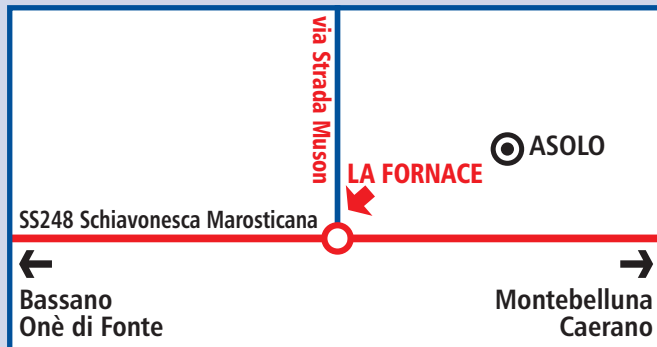 via Strada Muson
ASOLO
LA FORNACE
SS248 Schiavonesca Marosticana
Bassano
Onè di Fonte
Montebelluna
Caerano